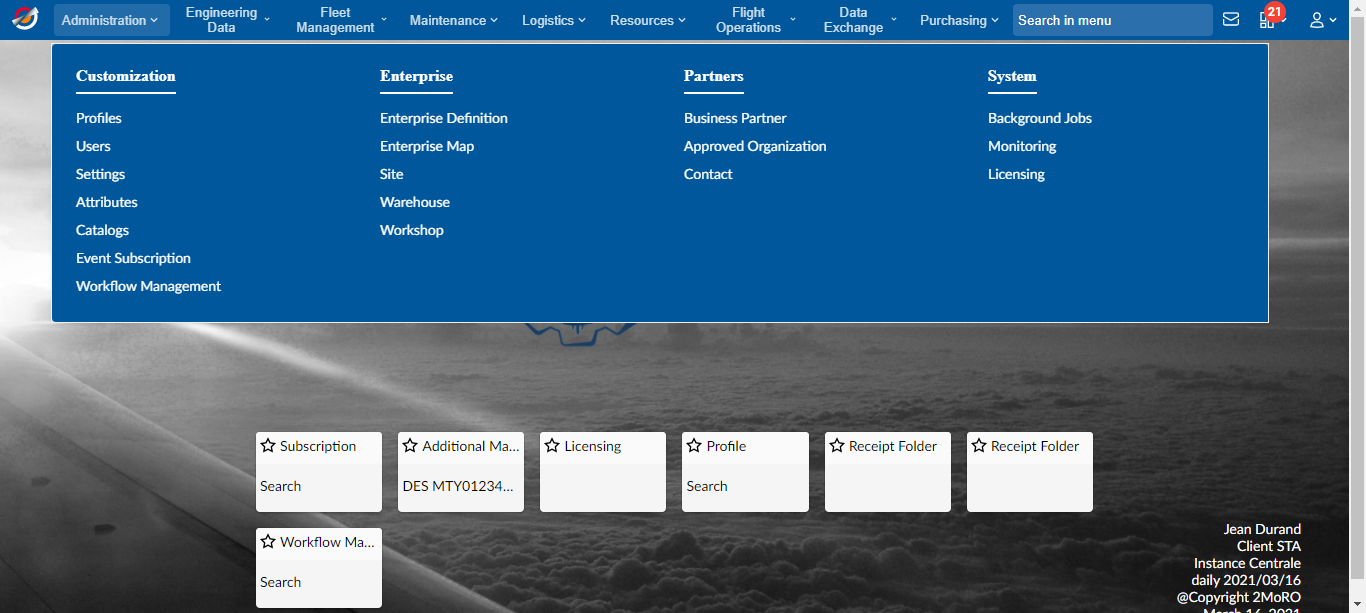 Administration
Engineering
Data
Fleet
Management
Maintenance
Logistics
Resources
Flight
Operations
Data
Exchange
Purchasing
Search in menu
21
Customization
Profiles
Users
Settings
Attributes
Catalogs
Event Subscription
Workflow Management
Enterprise
Enterprise Definition
Enterprise Map
Site
Warehouse
Workshop
Partners
Business Partner
Approved Organization
Contact
System
Background Jobs
Monitoring
Licensing
Subscription
Search
Additional Ma...
DES MTY01234...
Licensing
Profile
Search
Receipt Folder
Receipt Folder
Workflow Ma...
Search
Jean Durand
Client STA
Instance Centrale
daily 2021/03/16
@Copyright 2MoRO
March 16, 2021